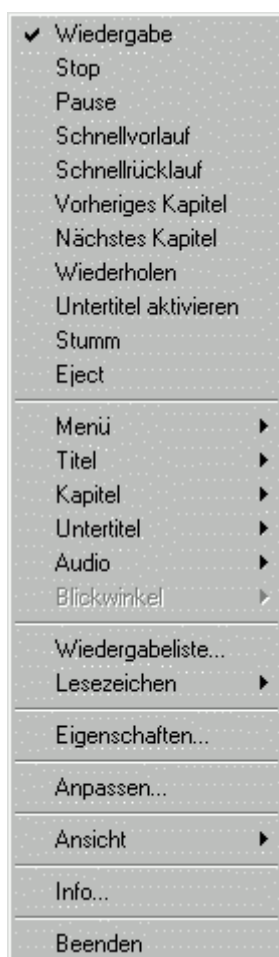 Wiedergabe
Stop
Pause
Schnellvorlauf
Schnellrücklauf
Vorheriges Kapitel
Nächstes Kapitel
Wiederholen
Untertitel aktivieren
Stumm
Eject
Menü
Titel
Kapitel
Untertitel
Audio
Blickwinkel
Wiedergabeliste...
Lesezeichen
Eigenschaften...
Anpassen...
Ansicht
Info...
Beenden